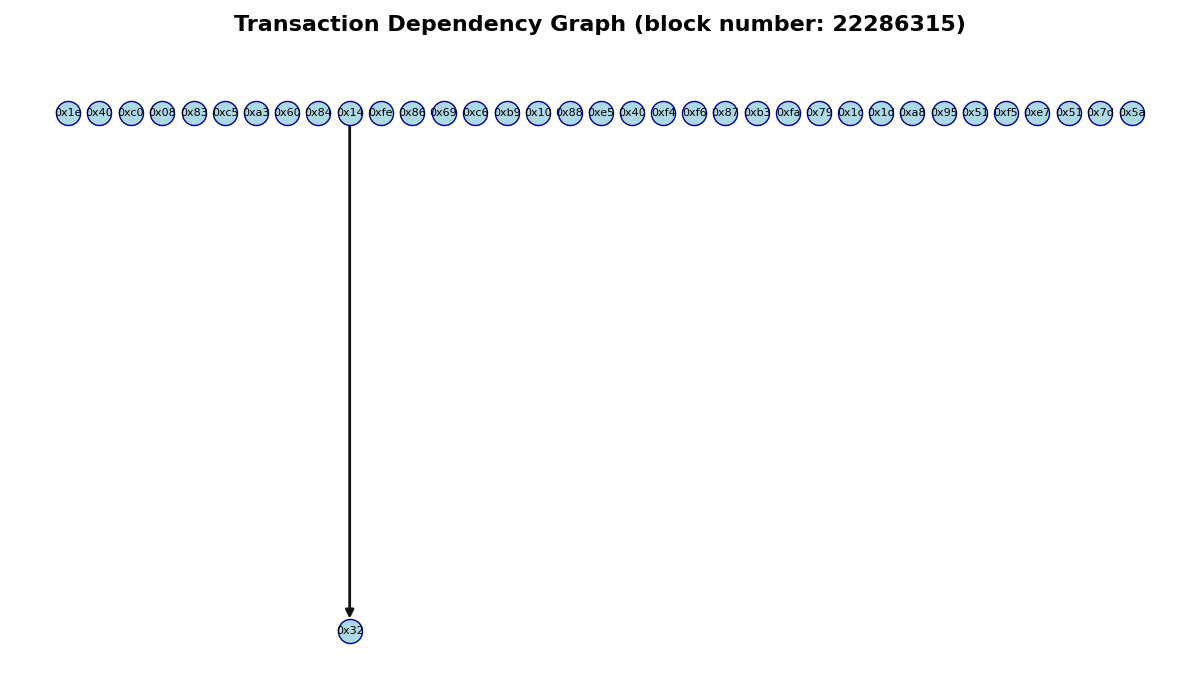 Transaction Dependency Graph (block number: 22286315)
0x1e 0x40 0xc0 0x08 0x83 0xc5 0xa3 0x60 0x84 0x14 0xfe 0x86 0x69 0xc6 0xb9 0x10 0x88 0xe5 0x40 0xf4 0xf6 0x87 0xb3 0xfa 0x79 0x1c 0x1d 0xa8 0x95 0x51 0xf5 0xe7 0x51 0x7d 0x5a
0x32